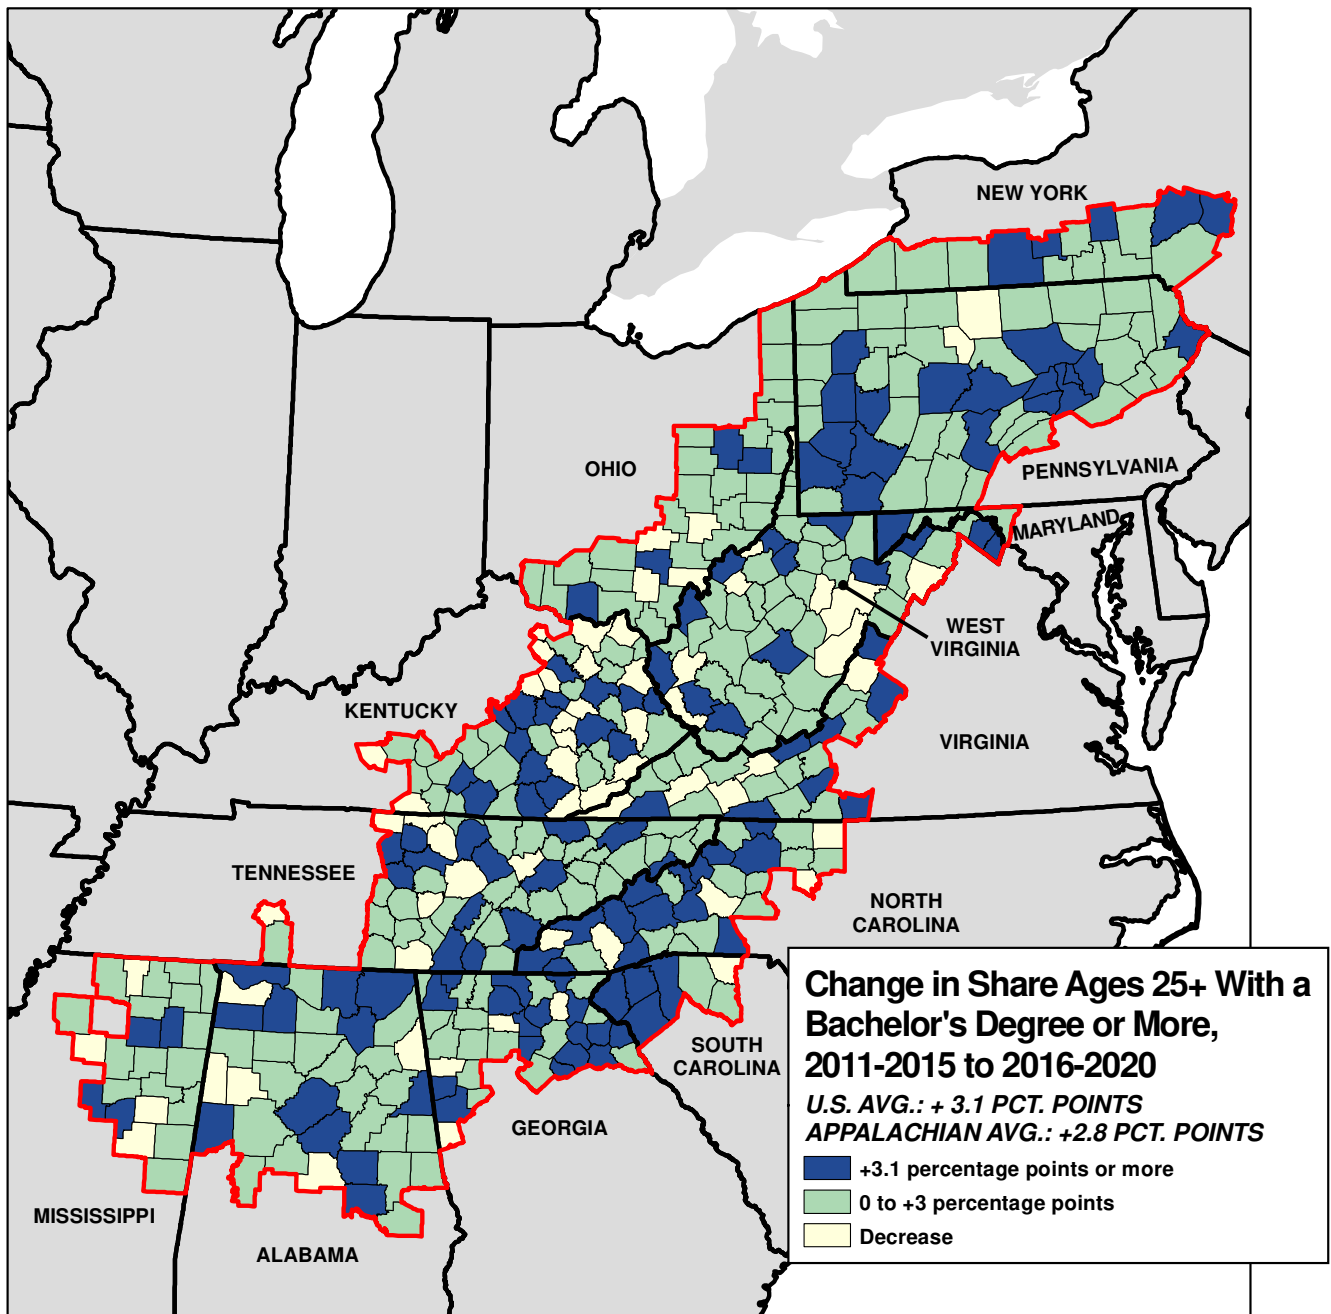 NEW YORK
OHIO
PENNSYLVANIA
MARYLAND
WEST
VIRGINIA
KENTUCKY
VIRGINIA
TENNESSEE
NORTH
CAROLINA
SOUTH
CAROLINA
GEORGIA
MISSISSIPPI
ALABAMA
Change in Share Ages 25+ With a
Bachelor's Degree or More,
2011-2015 to 2016-2020
U.S. AVG.: + 3.1 PCT. POINTS
APPALACHIAN AVG.: +2.8 PCT. POINTS
+3.1 percentage points or more
0 to +3 percentage points
Decrease